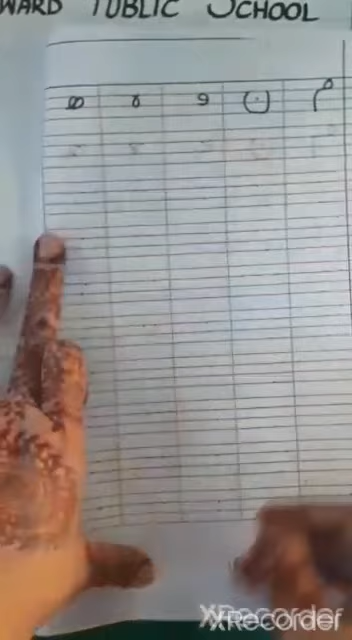 WARD PUBLIC SCHOOL
م ن و ہ ھ
XRecorder